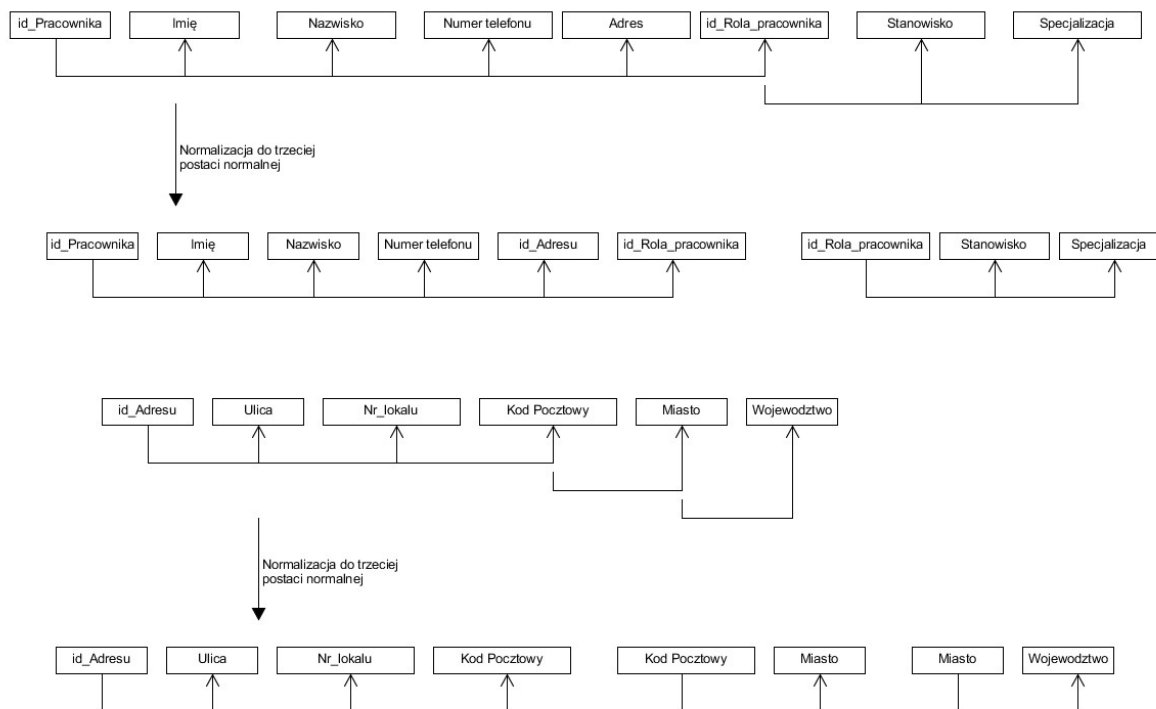 id_Pracownika Imię Nazwisko Numer telefonu Adres id_Rola_pracownika Stanowisko Specjalizacja
Normalizacja do trzeciej
postaci normalnej
id_Pracownika Imię Nazwisko Numer telefonu id_Adresu id_Rola_pracownika id_Rola_pracownika Stanowisko Specjalizacja
id_Adresu Ulica Nr_lokalu Kod Pocztowy Miasto Wojewodztwo
Normalizacja do trzeciej
postaci normalnej
id_Adresu Ulica Nr_lokalu Kod Pocztowy Kod Pocztowy Miasto Miasto Wojewodztwo